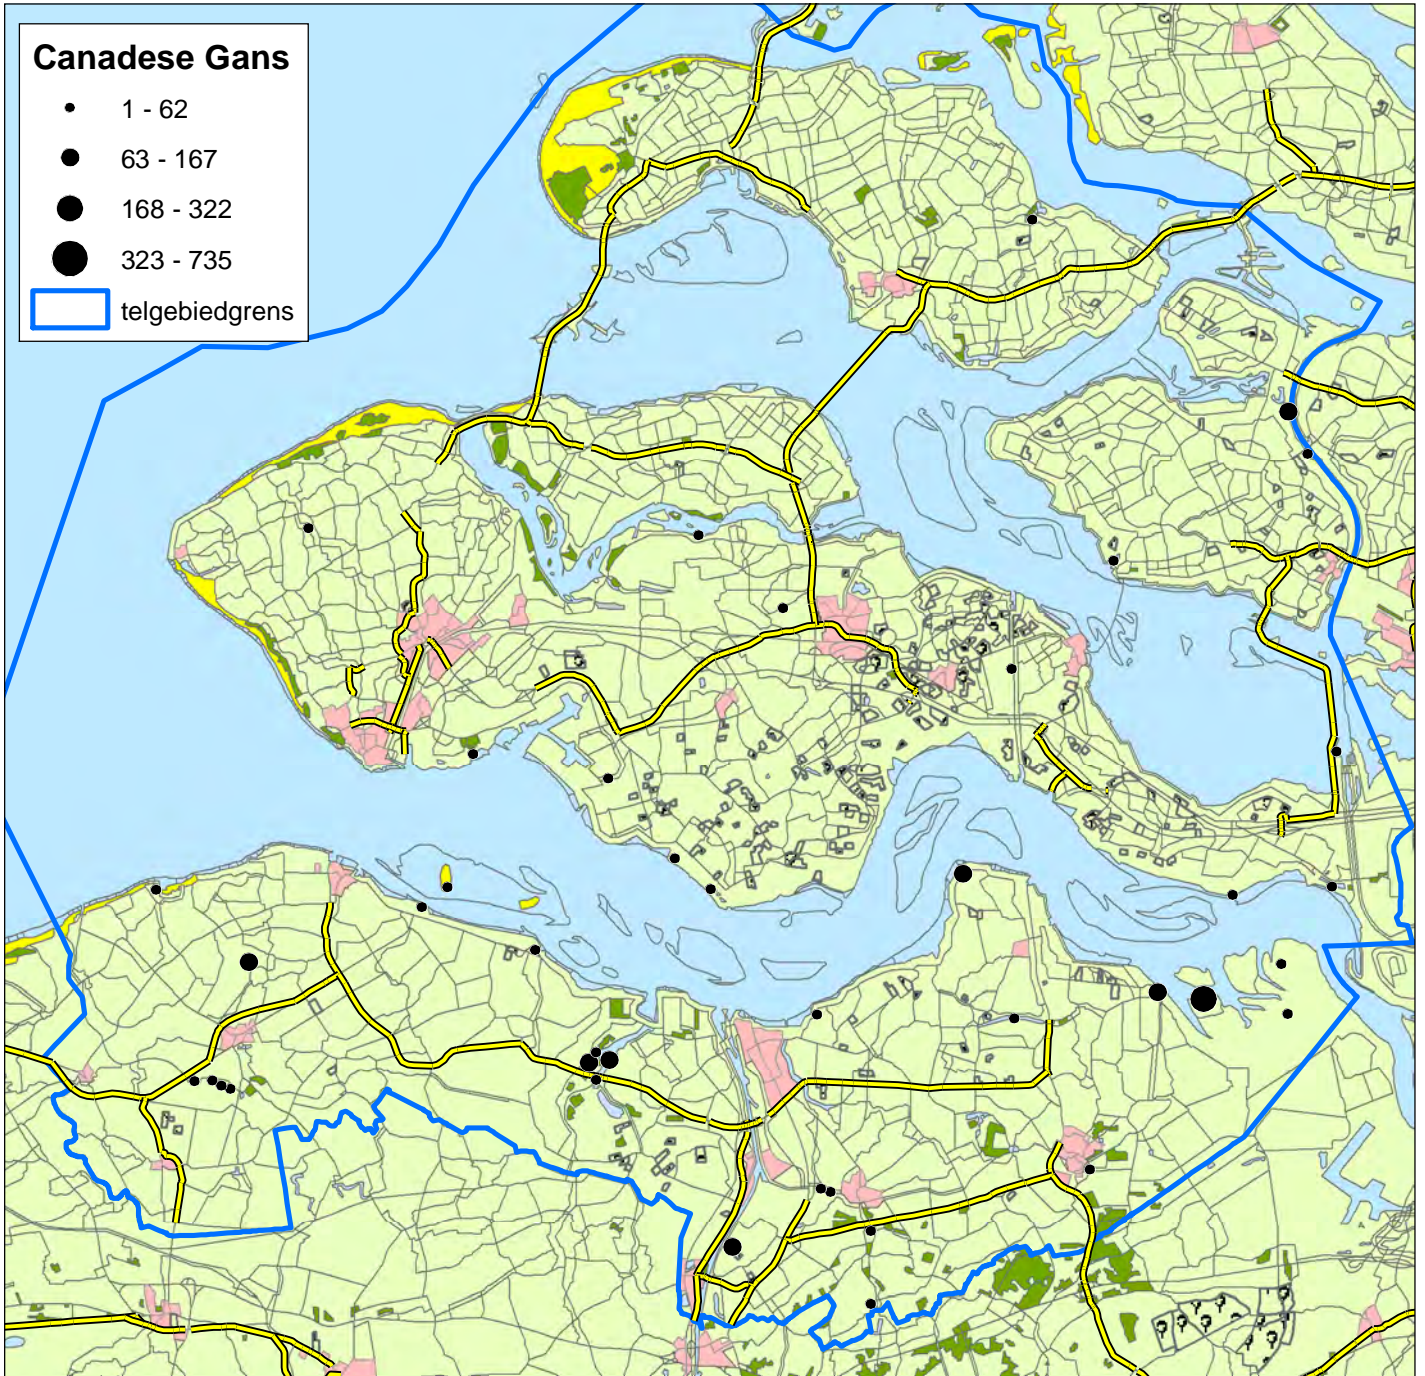 Canadese Gans
1 - 62
63 - 167
168 - 322
323 - 735
telgebiedgrens